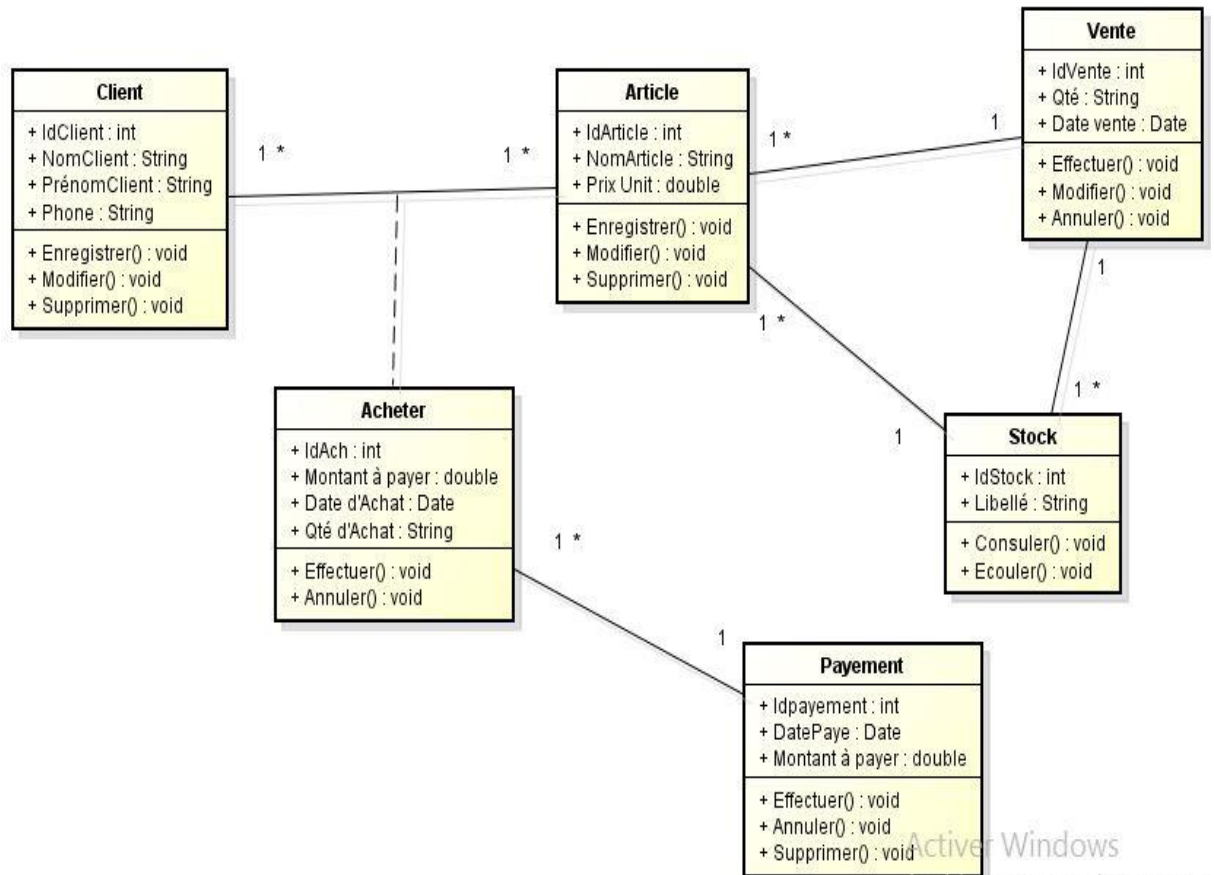 Vente
+ IdVente : int
+ Qté : String
+ Date vente : Date
+ Effectuer() : void
+ Modifier() : void
+ Annuler() : void
Client
+ IdClient : int
+ NomClient : String
+ PrénomClient : String
+ Phone : String
+ Enregistrer() : void
+ Modifier() : void
+ Supprimer() : void
1 *
1 *
Article
+ IdArticle : int
+ NomArticle : String
+ Prix Unit : double
+ Enregistrer() : void
+ Modifier() : void
+ Supprimer() : void
1 *
1
1 *
1
1
1 *
Acheter
+ IdAch : int
+ Montant à payer : double
+ Date d'Achat : Date
+ Qté d'Achat : String
+ Effectuer() : void
+ Annuler() : void
Stock
+ IdStock : int
+ Libellé : String
+ Consuler() : void
+ Ecouler() : void
1 *
1
Payement
+ Idpayement : int
+ DatePaye : Date
+ Montant à payer : double
+ Effectuer() : void
+ Annuler() : void
+ Supprimer() : void
Activer Windows